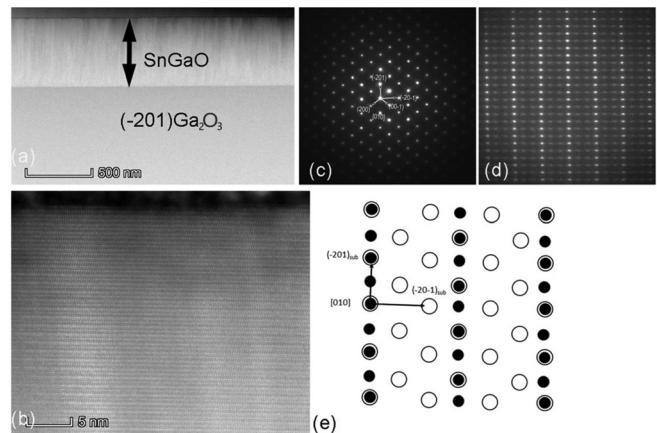 SnGaO
(-201)Ga₂O₃
(a)
500 nm
(-201)
(-20-1)
(00-1)
(-200)
[010]
(c)
(d)
(b)
5 nm
(-201)sub
[010]
(-20-1)sub
(e)